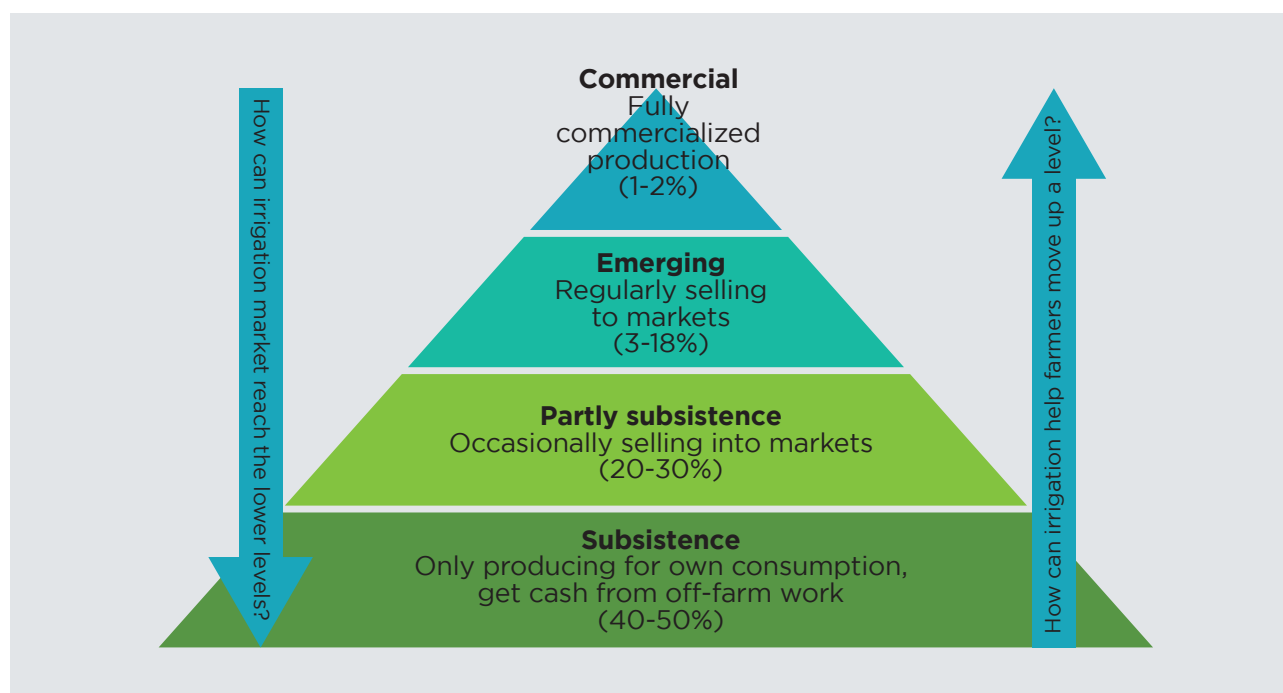 Commercial
Fully
commercialized
production
(1-2%)
Emerging
Regularly selling
to markets
(3-18%)
Partly subsistence
Occasionally selling into markets
(20-30%)
Subsistence
Only producing for own consumption,
get cash from off-farm work
(40-50%)
How can irrigation market reach the lower levels?
How can irrigation help farmers move up a level?